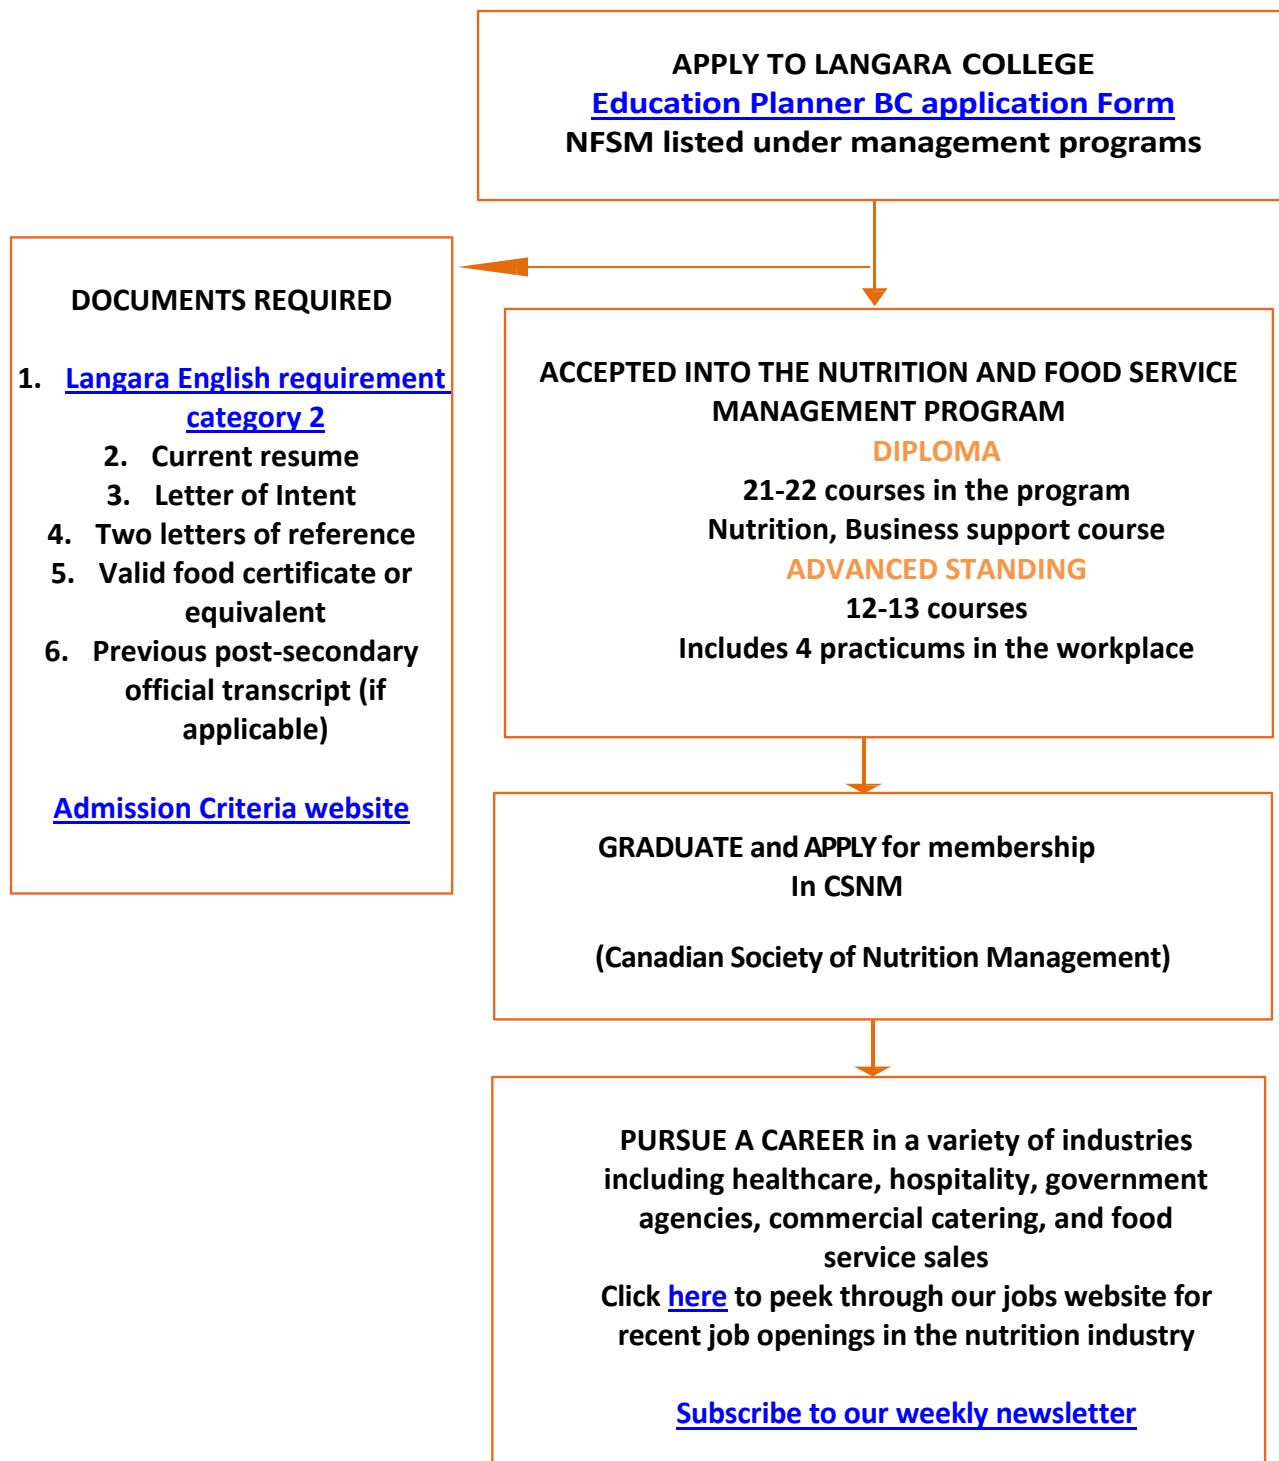 APPLY TO LANGARA COLLEGE
Education Planner BC application Form
NFSM listed under management programs
DOCUMENTS REQUIRED
1. Langara English requirement
category 2
2. Current resume
3. Letter of Intent
4. Two letters of reference
5. Valid food certificate or
equivalent
6. Previous post-secondary
official transcript (if
applicable)
Admission Criteria website
ACCEPTED INTO THE NUTRITION AND FOOD SERVICE
MANAGEMENT PROGRAM
DIPLOMA
21-22 courses in the program
Nutrition, Business support course
ADVANCED STANDING
12-13 courses
Includes 4 practicums in the workplace
GRADUATE and APPLY for membership
In CSNM
(Canadian Society of Nutrition Management)
PURSUE A CAREER in a variety of industries
including healthcare, hospitality, government
agencies, commercial catering, and food
service sales
Click here to peek through our jobs website for
recent job openings in the nutrition industry
Subscribe to our weekly newsletter